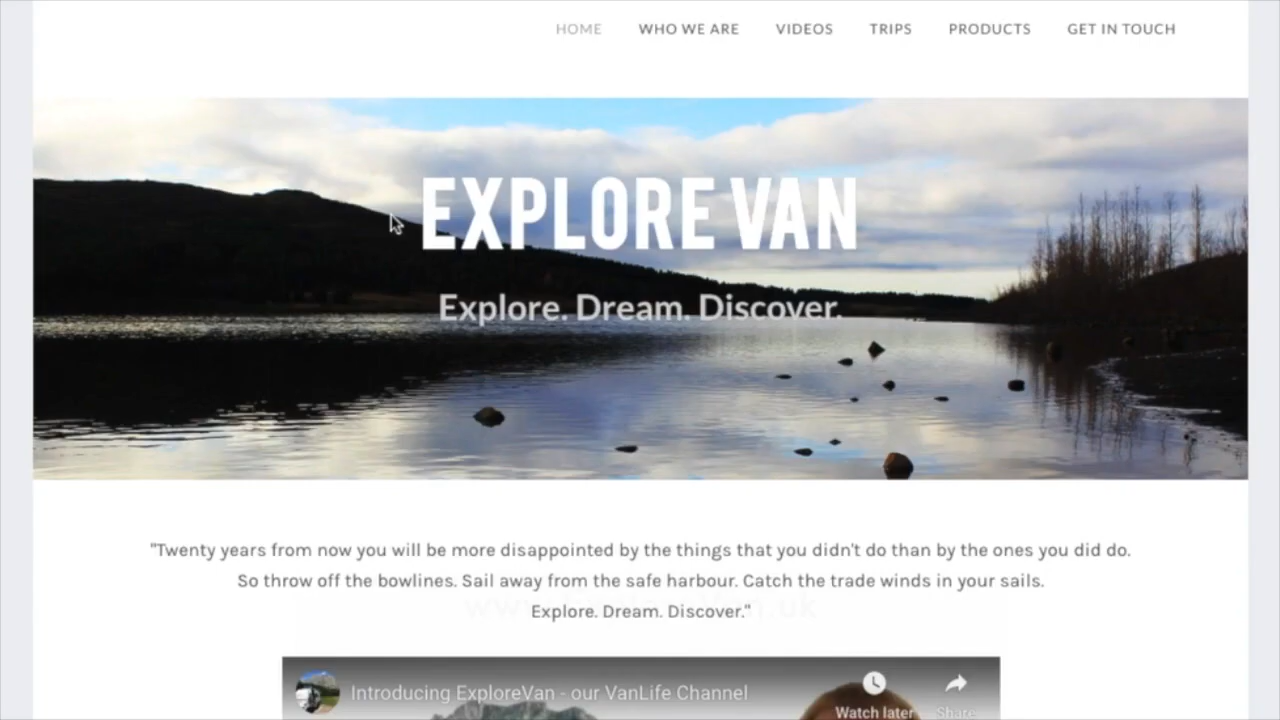 HOME WHO WE ARE VIDEOS TRIPS PRODUCTS GET IN TOUCH
EXPLORE VAN
Explore. Dream. Discover.
"Twenty years from now you will be more disappointed by the things that you didn't do than by the ones you did do.
So throw off the bowlines. Sail away from the safe harbour. Catch the trade winds in your sails.
Explore. Dream. Discover."
Introducing ExploreVan - our VanLife Channel
Watch later Share